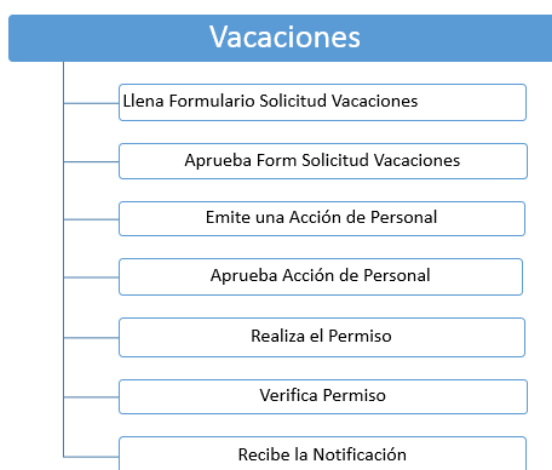 Vacaciones
Llena Formulario Solicitud Vacaciones
Aprueba Form Solicitud Vacaciones
Emite una Acción de Personal
Aprueba Acción de Personal
Realiza el Permiso
Verifica Permiso
Recibe la Notificación